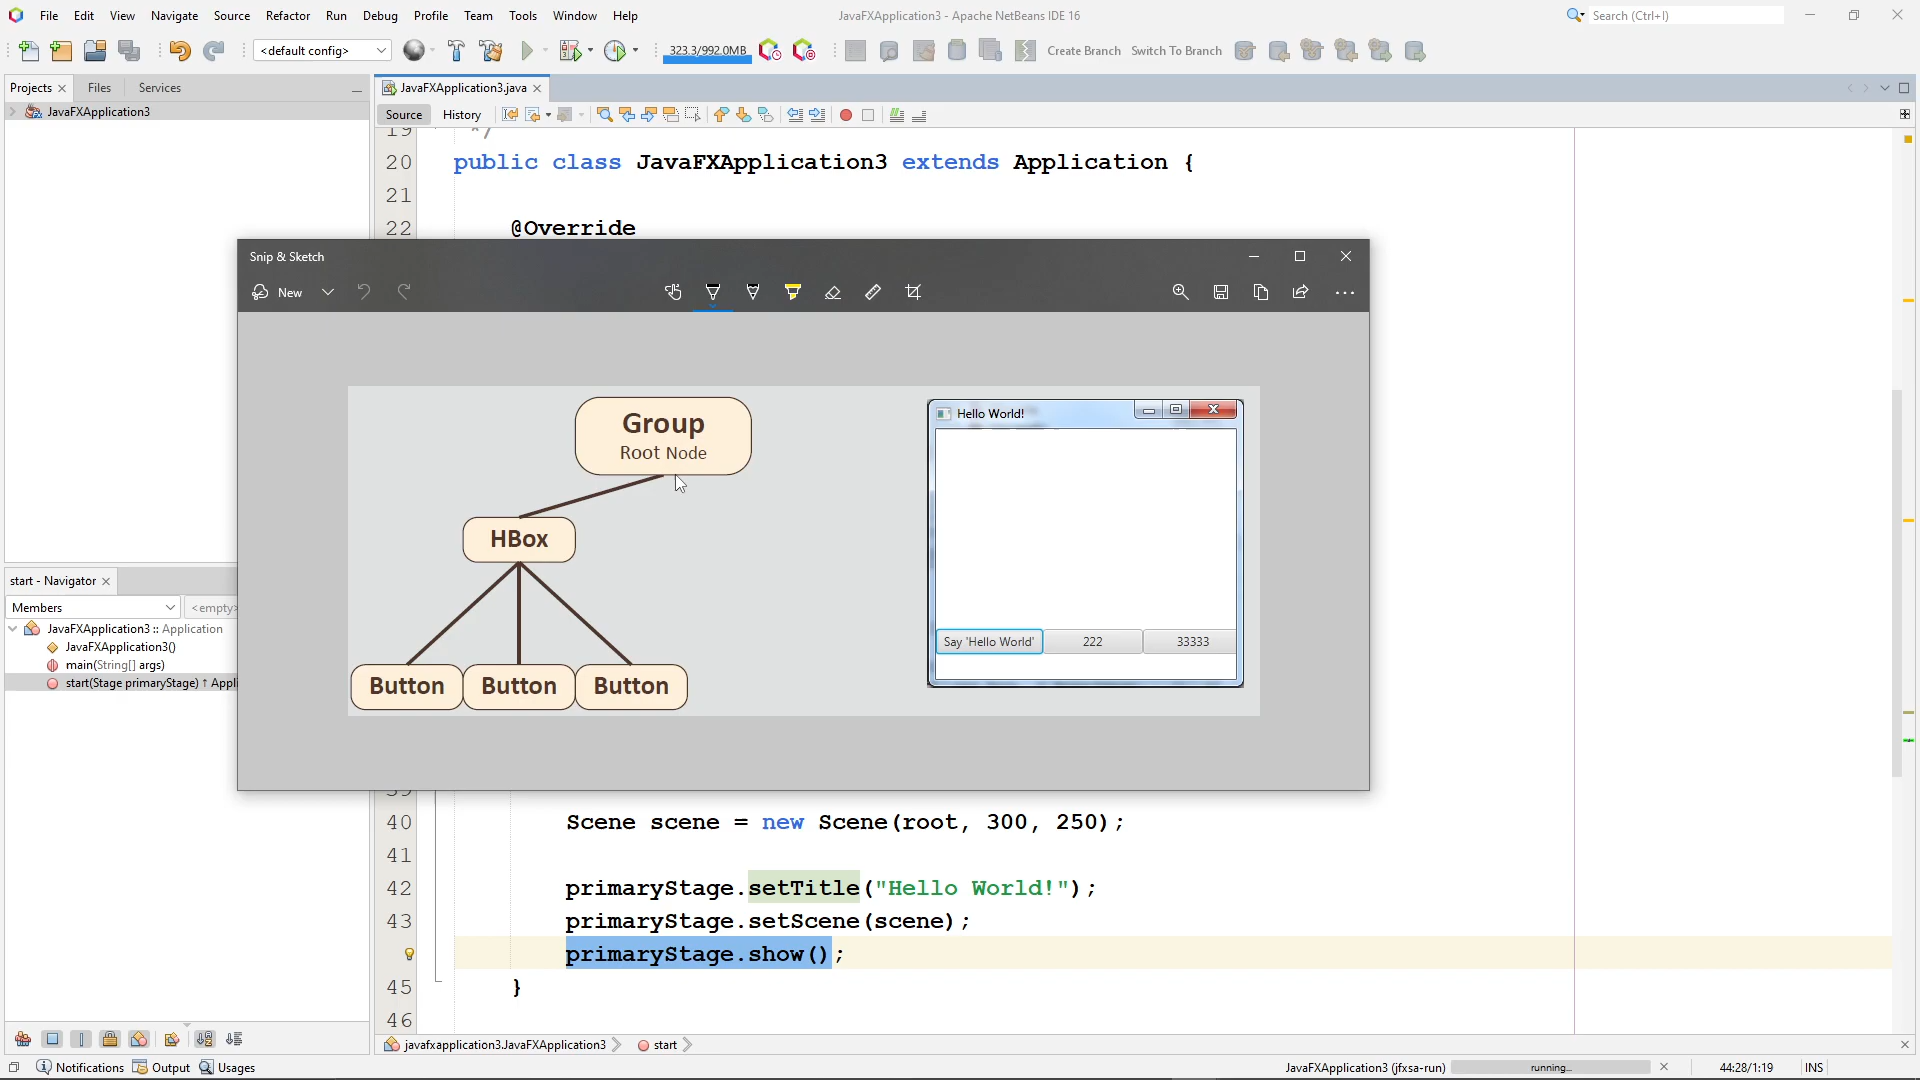 File Edit View Navigate Source Refactor Run Debug Profile Team Tools Window Help
JavaFXApplication3 - Apache NetBeans IDE 16
Search (Ctrl+I)
<default config>
323.3/992.0MB
Create Branch Switch To Branch
Projects Files Services
JavaFXApplication3.java
JavaFXApplication3
Source History
19 */
20 public class JavaFXApplication3 extends Application {
21
22 @Override
Snip & Sketch
New
Group
Root Node
HBox
Button Button Button
Hello World!
Say 'Hello World' 222 33333
start - Navigator
Members
<empty>
JavaFXApplication3 :: Application
JavaFXApplication3()
main(String[] args)
start(Stage primaryStage) ↑ Appli
39
40 Scene scene = new Scene(root, 300, 250);
41
42 primaryStage.setTitle("Hello World!");
43 primaryStage.setScene(scene);
primaryStage.show();
45 }
46
javafxapplication3.JavaFXApplication3 start
Notifications Output Usages
JavaFXApplication3 (jfxsa-run) running... 44:28/1:19 INS